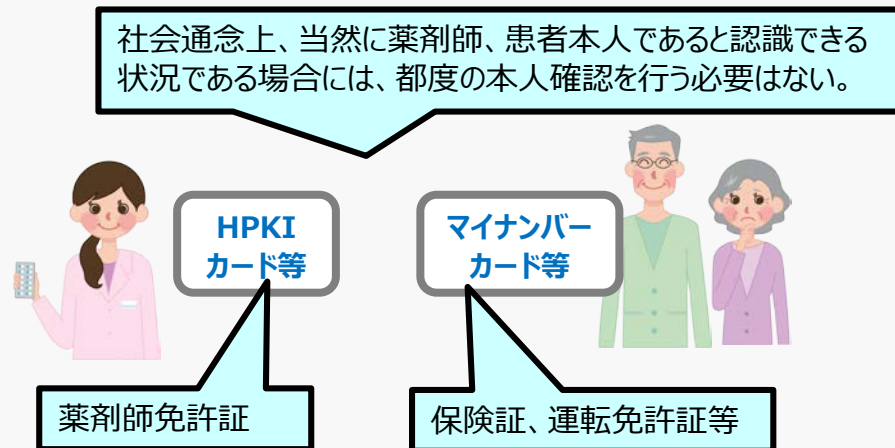 社会通念上、当然に薬剤師、患者本人であると認識できる
状況である場合には、都度の本人確認を行う必要はない。
HPKI
カード等
マイナンバー
カード等
薬剤師免許証
保険証、運転免許証等